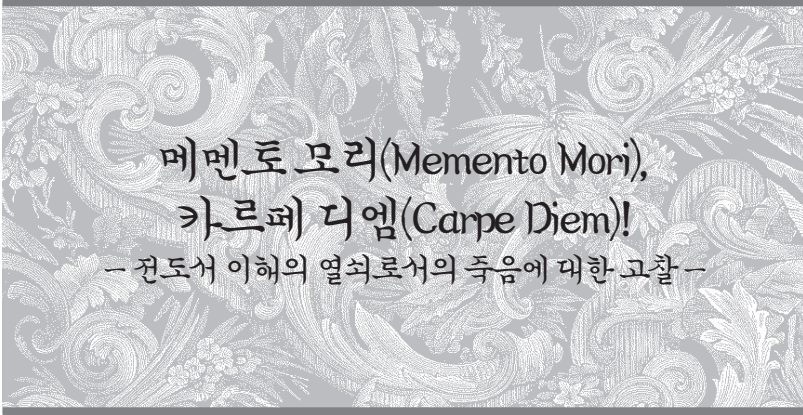 메멘토 모리(Memento Mori),
카르페 디엠(Carpe Diem)!
– 전도서 이해의 열쇠로서의 죽음에 대한 고찰 –